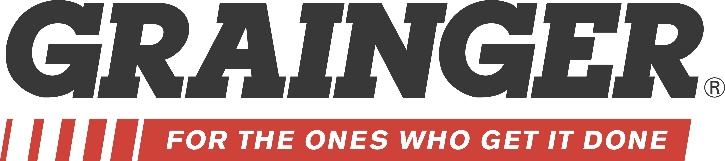 GRAINGER®
FOR THE ONES WHO GET IT DONE